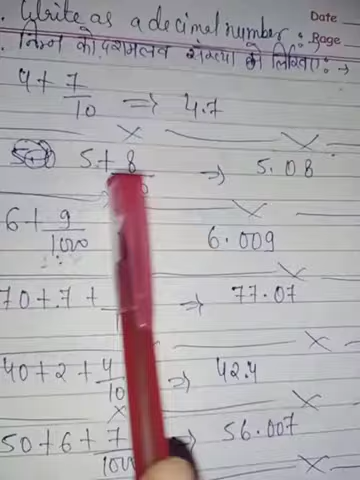 Write as a decimal number : Date
निम्न को दशमलव संख्या में लिखिए : → Page
4 + 7/10 ⇒ 4.7
5 + 8 ⇒ 5.08
6 + 9/1000 6.009
70 + 7 + ⇒ 77.07
40 + 2 + 4/10 ⇒ 42.4
50 + 6 + 7/1000 ⇒ 56.007